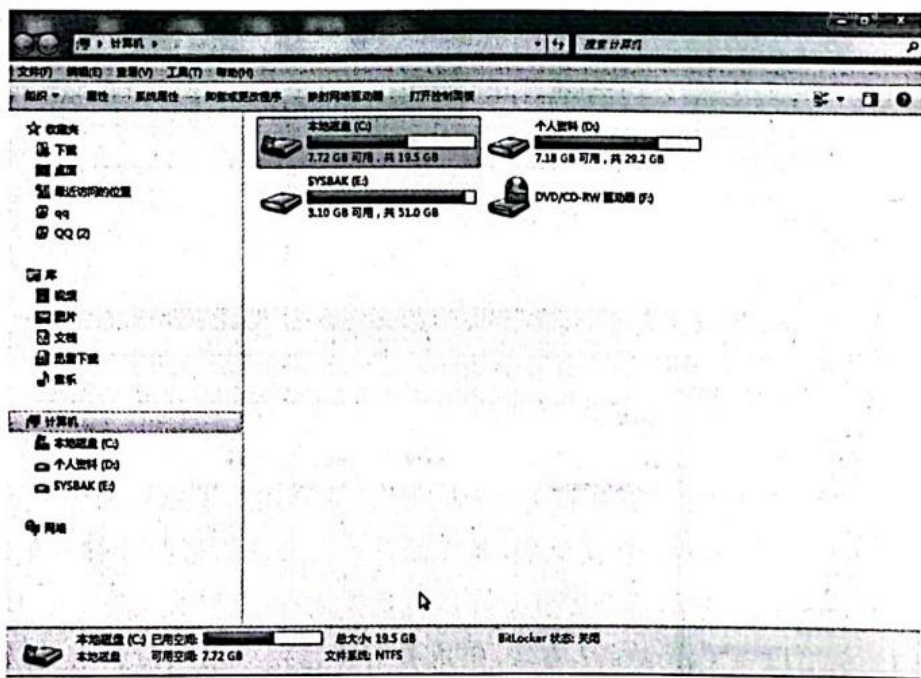 计算机
搜索 计算机
文件(F) 编辑(E) 查看(V) 工具(T) 帮助(H)
组织 属性 系统属性 卸载或更改程序 映射网络驱动器 打开控制面板
收藏夹
下载
桌面
最近访问的位置
qq
QQ (2)
库
视频
图片
文档
迅雷下载
音乐
计算机
本地磁盘 (C:)
个人资料 (D:)
SYSBAK (E:)
网络
本地磁盘 (C:)
7.72 GB 可用，共 19.5 GB
个人资料 (D:)
7.18 GB 可用，共 29.2 GB
SYSBAK (E:)
3.10 GB 可用，共 51.0 GB
DVD/CD-RW 驱动器 (F:)
本地磁盘 (C:) 已用空间: 总大小: 19.5 GB BitLocker 状态: 关闭
本地磁盘 可用空间: 7.72 GB 文件系统: NTFS